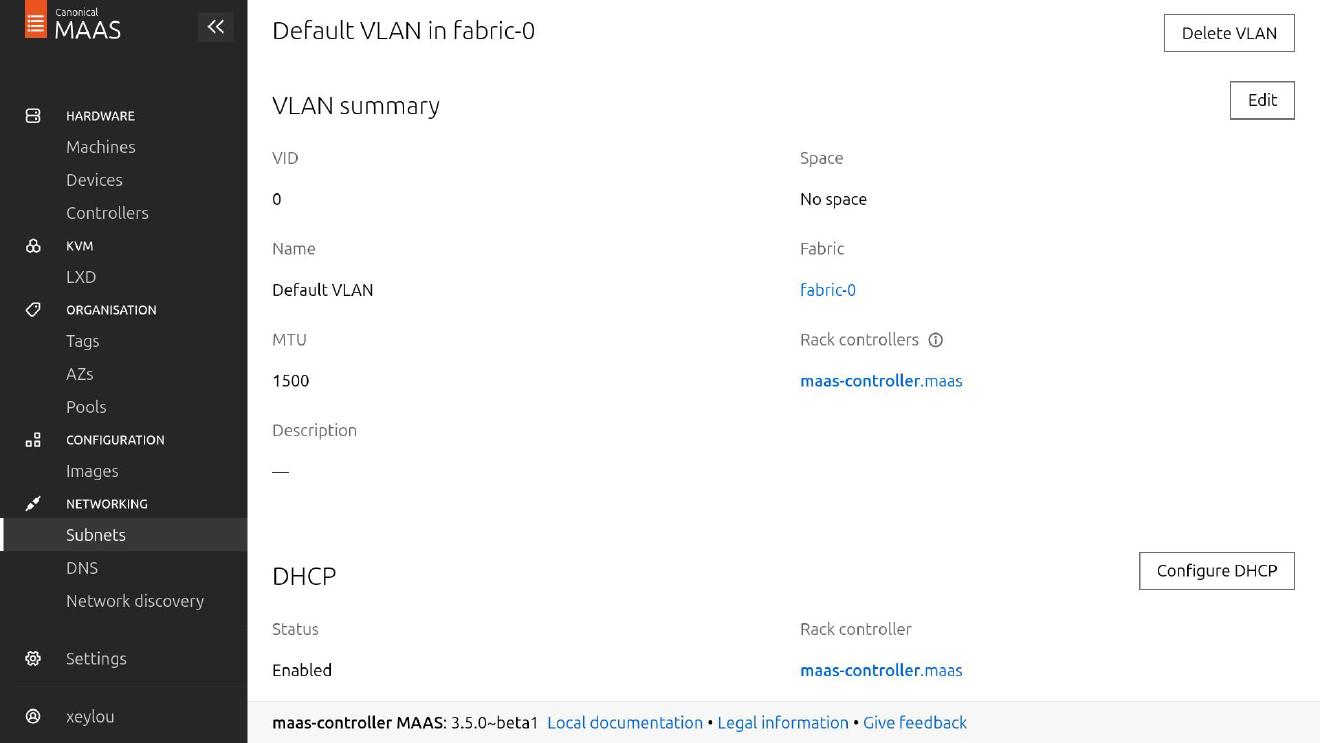 Canonical
MAAS
HARDWARE
Machines
Devices
Controllers
KVM
LXD
ORGANISATION
Tags
AZs
Pools
CONFIGURATION
Images
NETWORKING
Subnets
DNS
Network discovery
Settings
xeylou
Default VLAN in fabric-0
Delete VLAN
VLAN summary
Edit
VID
0
Space
No space
Name
Default VLAN
Fabric
fabric-0
MTU
1500
Rack controllers
maas-controller.maas
Description
—
DHCP
Configure DHCP
Status
Enabled
Rack controller
maas-controller.maas
maas-controller MAAS: 3.5.0~beta1 Local documentation • Legal information • Give feedback